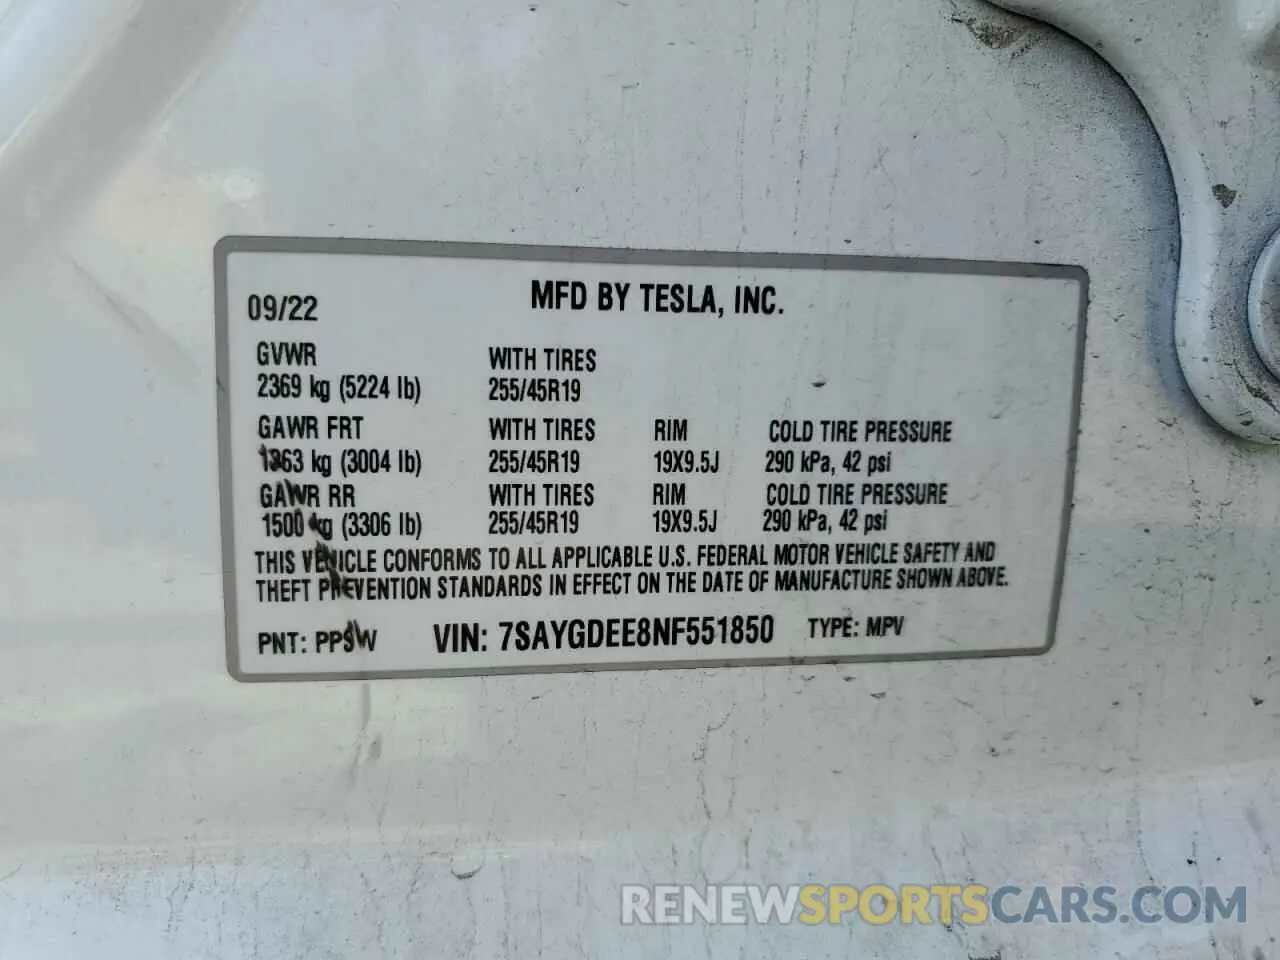 MFD BY TESLA, INC.
09/22
GVWR WITH TIRES
2369 kg (5224 lb) 255/45R19
GAWR FRT WITH TIRES RIM COLD TIRE PRESSURE
1363 kg (3004 lb) 255/45R19 19X9.5J 290 kPa, 42 psi
GAWR RR WITH TIRES RIM COLD TIRE PRESSURE
1500 kg (3306 lb) 255/45R19 19X9.5J 290 kPa, 42 psi
THIS VEHICLE CONFORMS TO ALL APPLICABLE U.S. FEDERAL MOTOR VEHICLE SAFETY AND
THEFT PREVENTION STANDARDS IN EFFECT ON THE DATE OF MANUFACTURE SHOWN ABOVE.
PNT: PPSW VIN: 7SAYGDEE8NF551850 TYPE: MPV
RENEWSPORTSCARS.COM